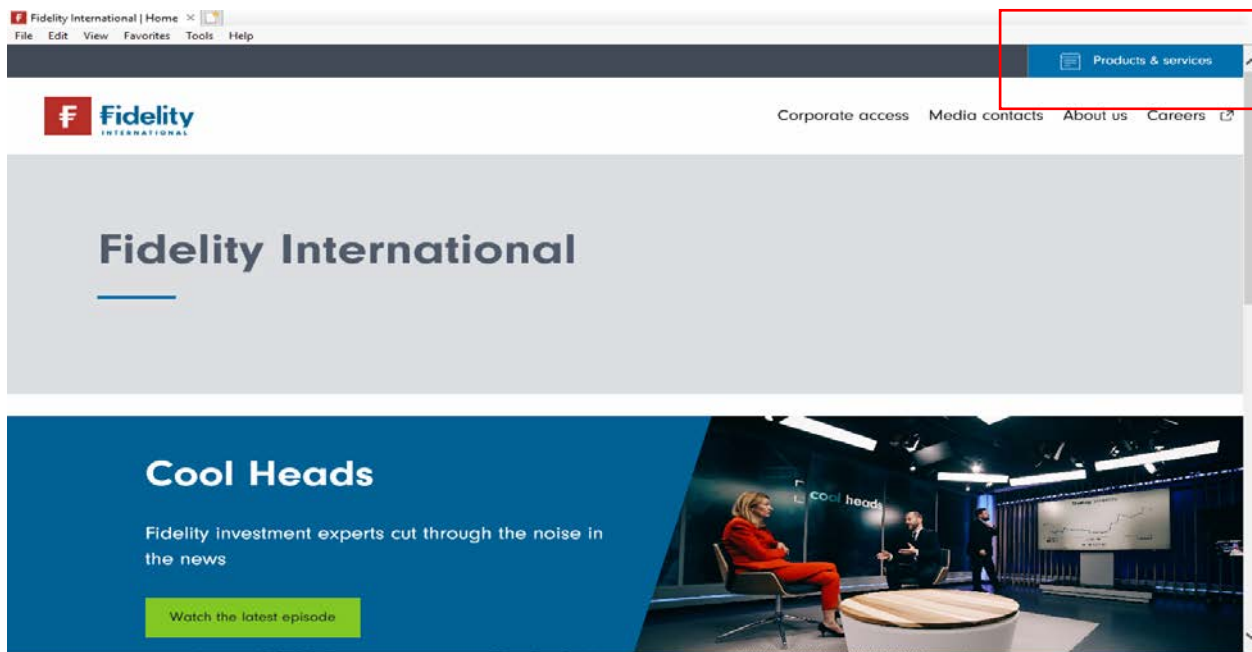 Fidelity International | Home
File Edit View Favorites Tools Help
Products & services
Fidelity
INTERNATIONAL
Corporate access Media contacts About us Careers
Fidelity International
Cool Heads
Fidelity investment experts cut through the noise in
the news
Watch the latest episode
cool heads